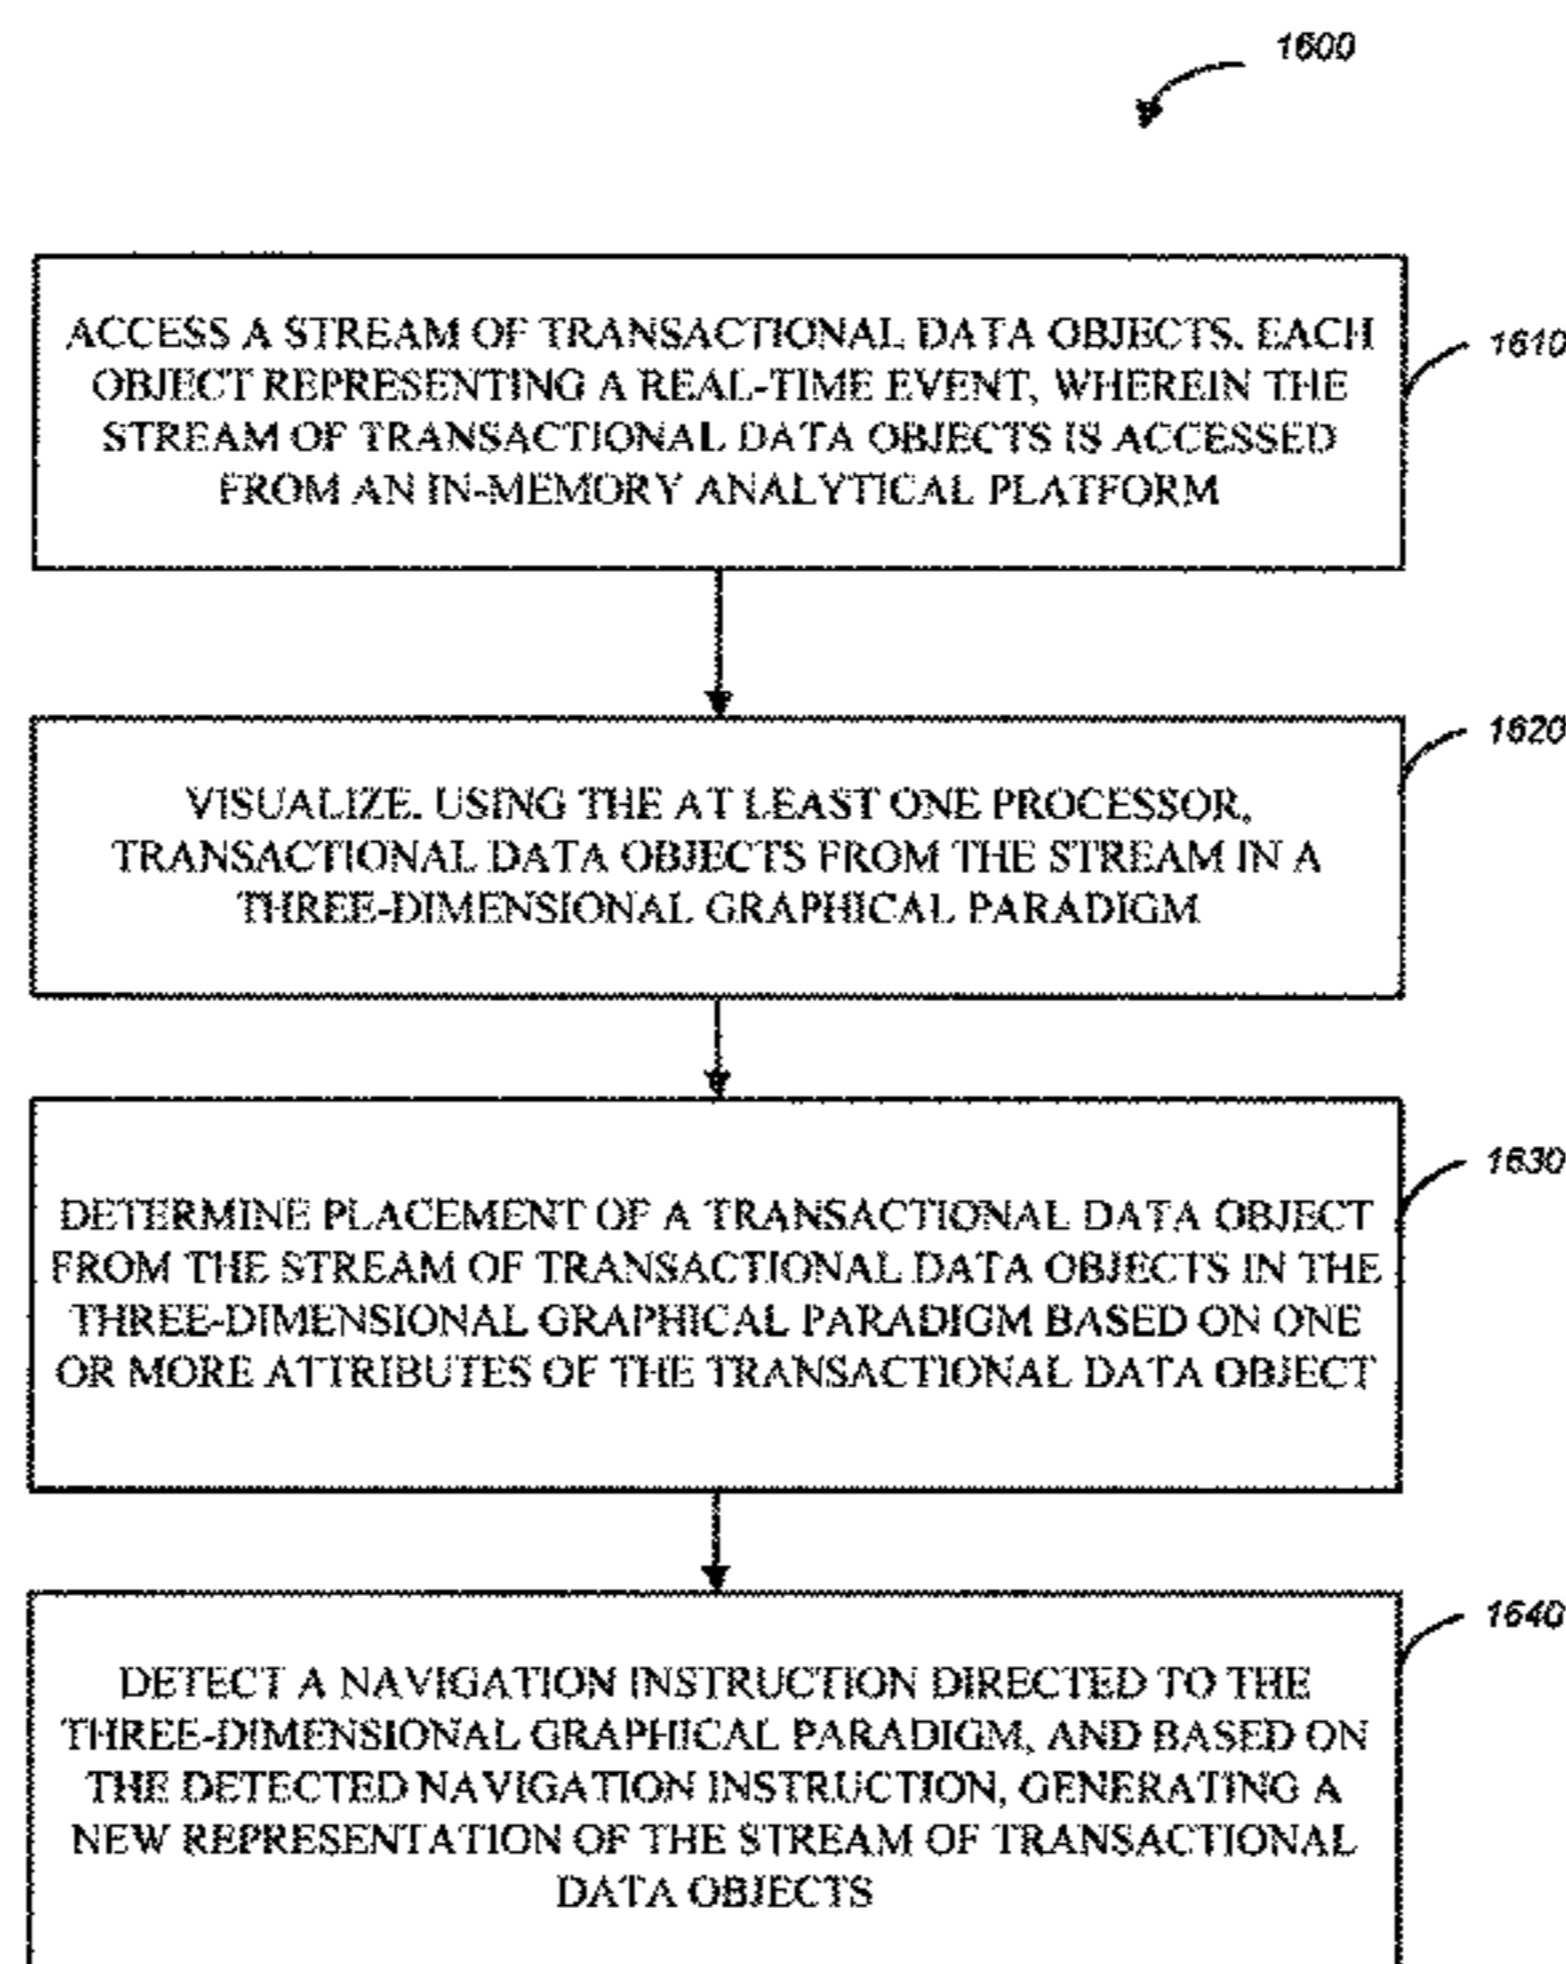 1600
ACCESS A STREAM OF TRANSACTIONAL DATA OBJECTS, EACH
1610
OBJECT REPRESENTING A REAL-TIME EVENT, WHEREIN THE
STREAM OF TRANSACTIONAL DATA OBJECTS IS ACCESSED
FROM AN IN-MEMORY ANALYTICAL PLATFORM
1620
VISUALIZE, USING THE AT LEAST ONE PROCESSOR,
TRANSACTIONAL DATA OBJECTS FROM THE STREAM IN A
THREE-DIMENSIONAL GRAPHICAL PARADIGM
1630
DETERMINE PLACEMENT OF A TRANSACTIONAL DATA OBJECT
FROM THE STREAM OF TRANSACTIONAL DATA OBJECTS IN THE
THREE-DIMENSIONAL GRAPHICAL PARADIGM BASED ON ONE
OR MORE ATTRIBUTES OF THE TRANSACTIONAL DATA OBJECT
1640
DETECT A NAVIGATION INSTRUCTION DIRECTED TO THE
THREE-DIMENSIONAL GRAPHICAL PARADIGM, AND BASED ON
THE DETECTED NAVIGATION INSTRUCTION, GENERATING A
NEW REPRESENTATION OF THE STREAM OF TRANSACTIONAL
DATA OBJECTS